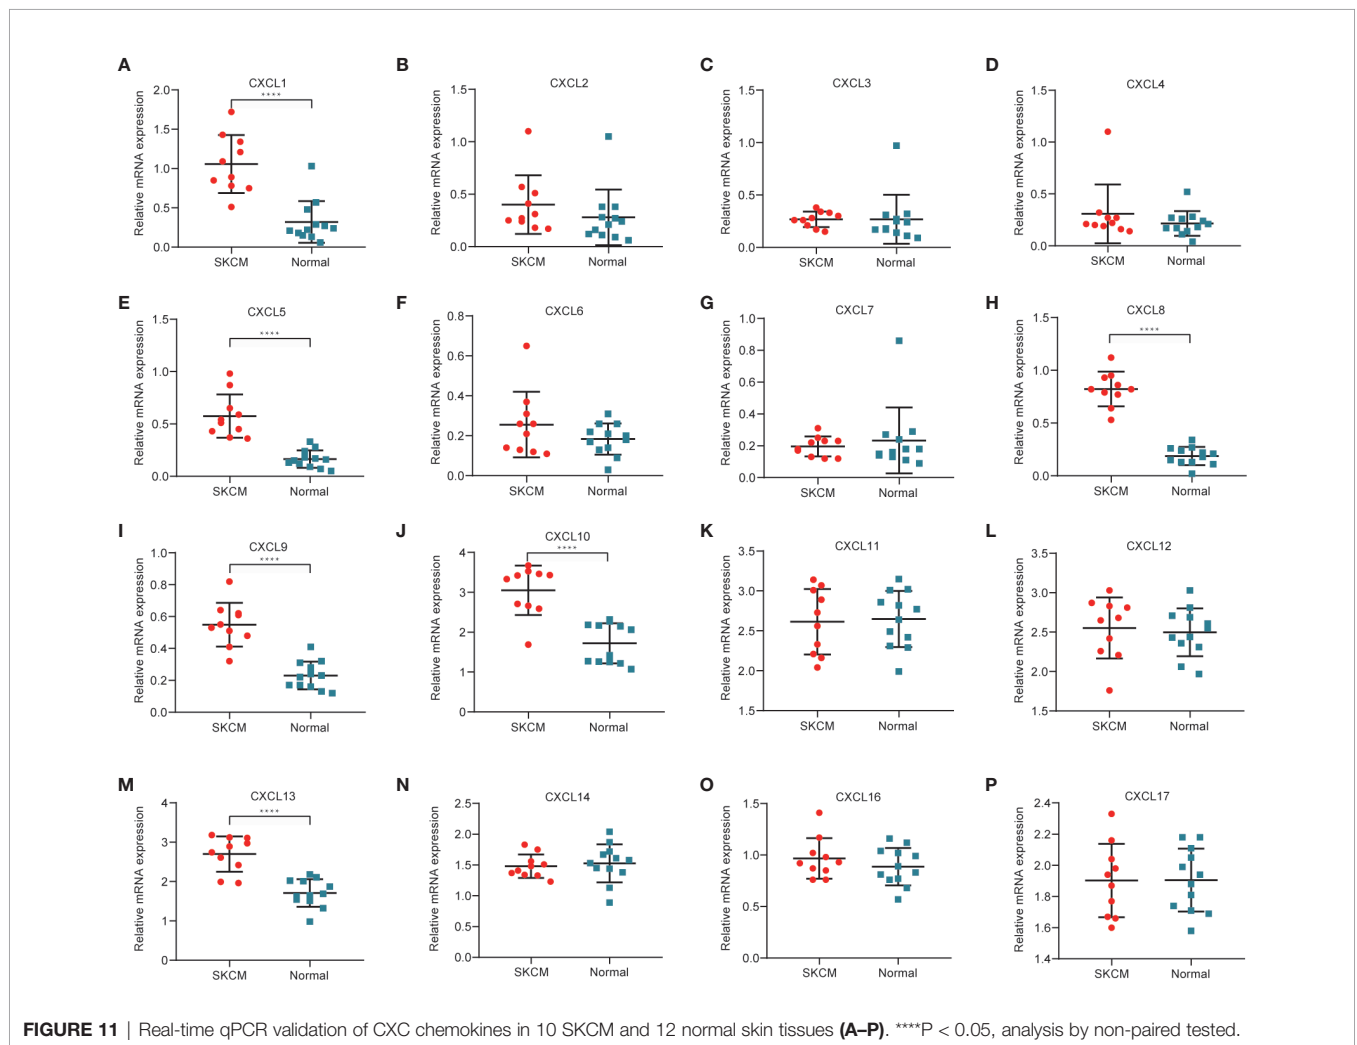 A
CXCL1
Relative mRNA expression
2.0
1.5
1.0
0.5
0.0
****
SKCM Normal
B
CXCL2
Relative mRNA expression
1.5
1.0
0.5
0.0
SKCM Normal
C
CXCL3
Relative mRNA expression
1.5
1.0
0.5
0.0
SKCM Normal
D
CXCL4
Relative mRNA expression
1.5
1.0
0.5
0.0
SKCM Normal
E
CXCL5
Relative mRNA expression
1.5
1.0
0.5
0.0
****
SKCM Normal
F
CXCL6
Relative mRNA expression
0.8
0.6
0.4
0.2
0.0
SKCM Normal
G
CXCL7
Relative mRNA expression
1.0
0.8
0.6
0.4
0.2
0.0
SKCM Normal
H
CXCL8
Relative mRNA expression
1.5
1.0
0.5
0.0
****
SKCM Normal
I
CXCL9
Relative mRNA expression
1.0
0.8
0.6
0.4
0.2
0.0
****
SKCM Normal
J
CXCL10
Relative mRNA expression
4
3
2
1
0
****
SKCM Normal
K
CXCL11
Relative mRNA expression
3.5
3.0
2.5
2.0
1.5
SKCM Normal
L
CXCL12
Relative mRNA expression
3.5
3.0
2.5
2.0
1.5
SKCM Normal
M
CXCL13
Relative mRNA expression
4
3
2
1
0
****
SKCM Normal
N
CXCL14
Relative mRNA expression
2.5
2.0
1.5
1.0
0.5
0.0
SKCM Normal
O
CXCL16
Relative mRNA expression
1.5
1.0
0.5
0.0
SKCM Normal
P
CXCL17
Relative mRNA expression
2.4
2.2
2.0
1.8
1.6
1.4
SKCM Normal
FIGURE 11 | Real-time qPCR validation of CXC chemokines in 10 SKCM and 12 normal skin tissues (A–P). ****P < 0.05, analysis by non-paired tested.